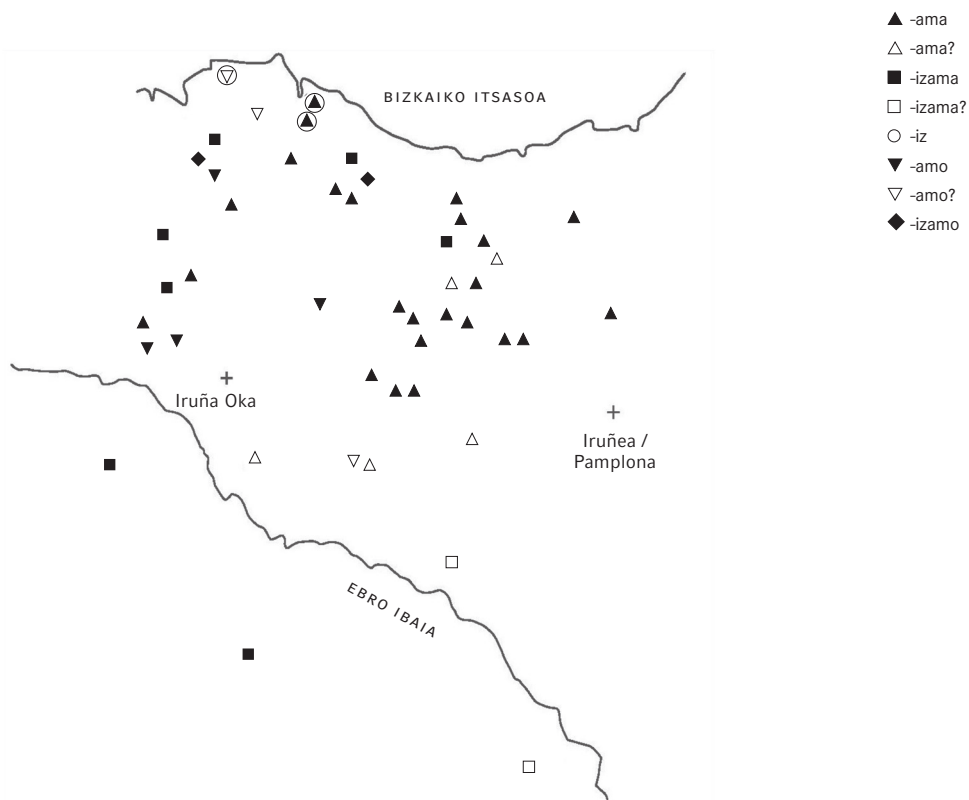 BIZKAIKO ITSASOA
Iruña Oka
Iruñea /
Pamplona
EBRO IBAIA
-ama
-ama?
-izama
-izama?
-iz
-amo
-amo?
-izamo